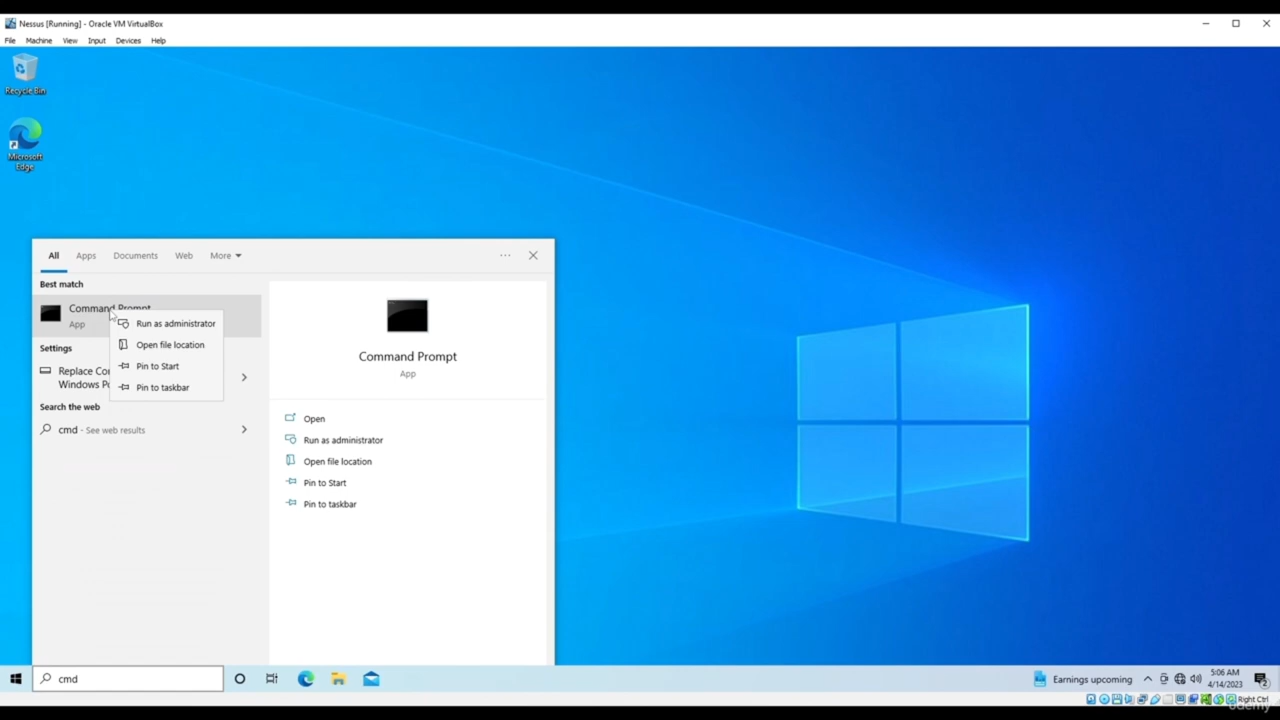 Nessus [Running] - Oracle VM VirtualBox
File Machine View Input Devices Help
Recycle Bin
Microsoft
Edge
All Apps Documents Web More
Best match
Command Prompt
App
Run as administrator
Open file location
Pin to Start
Pin to taskbar
Settings
Replace
Windows
Search the web
cmd - See web results
Command Prompt
App
Open
Run as administrator
Open file location
Pin to Start
Pin to taskbar
cmd
Earnings upcoming
5:06 AM
4/14/2023
2
Right Ctrl
udemy